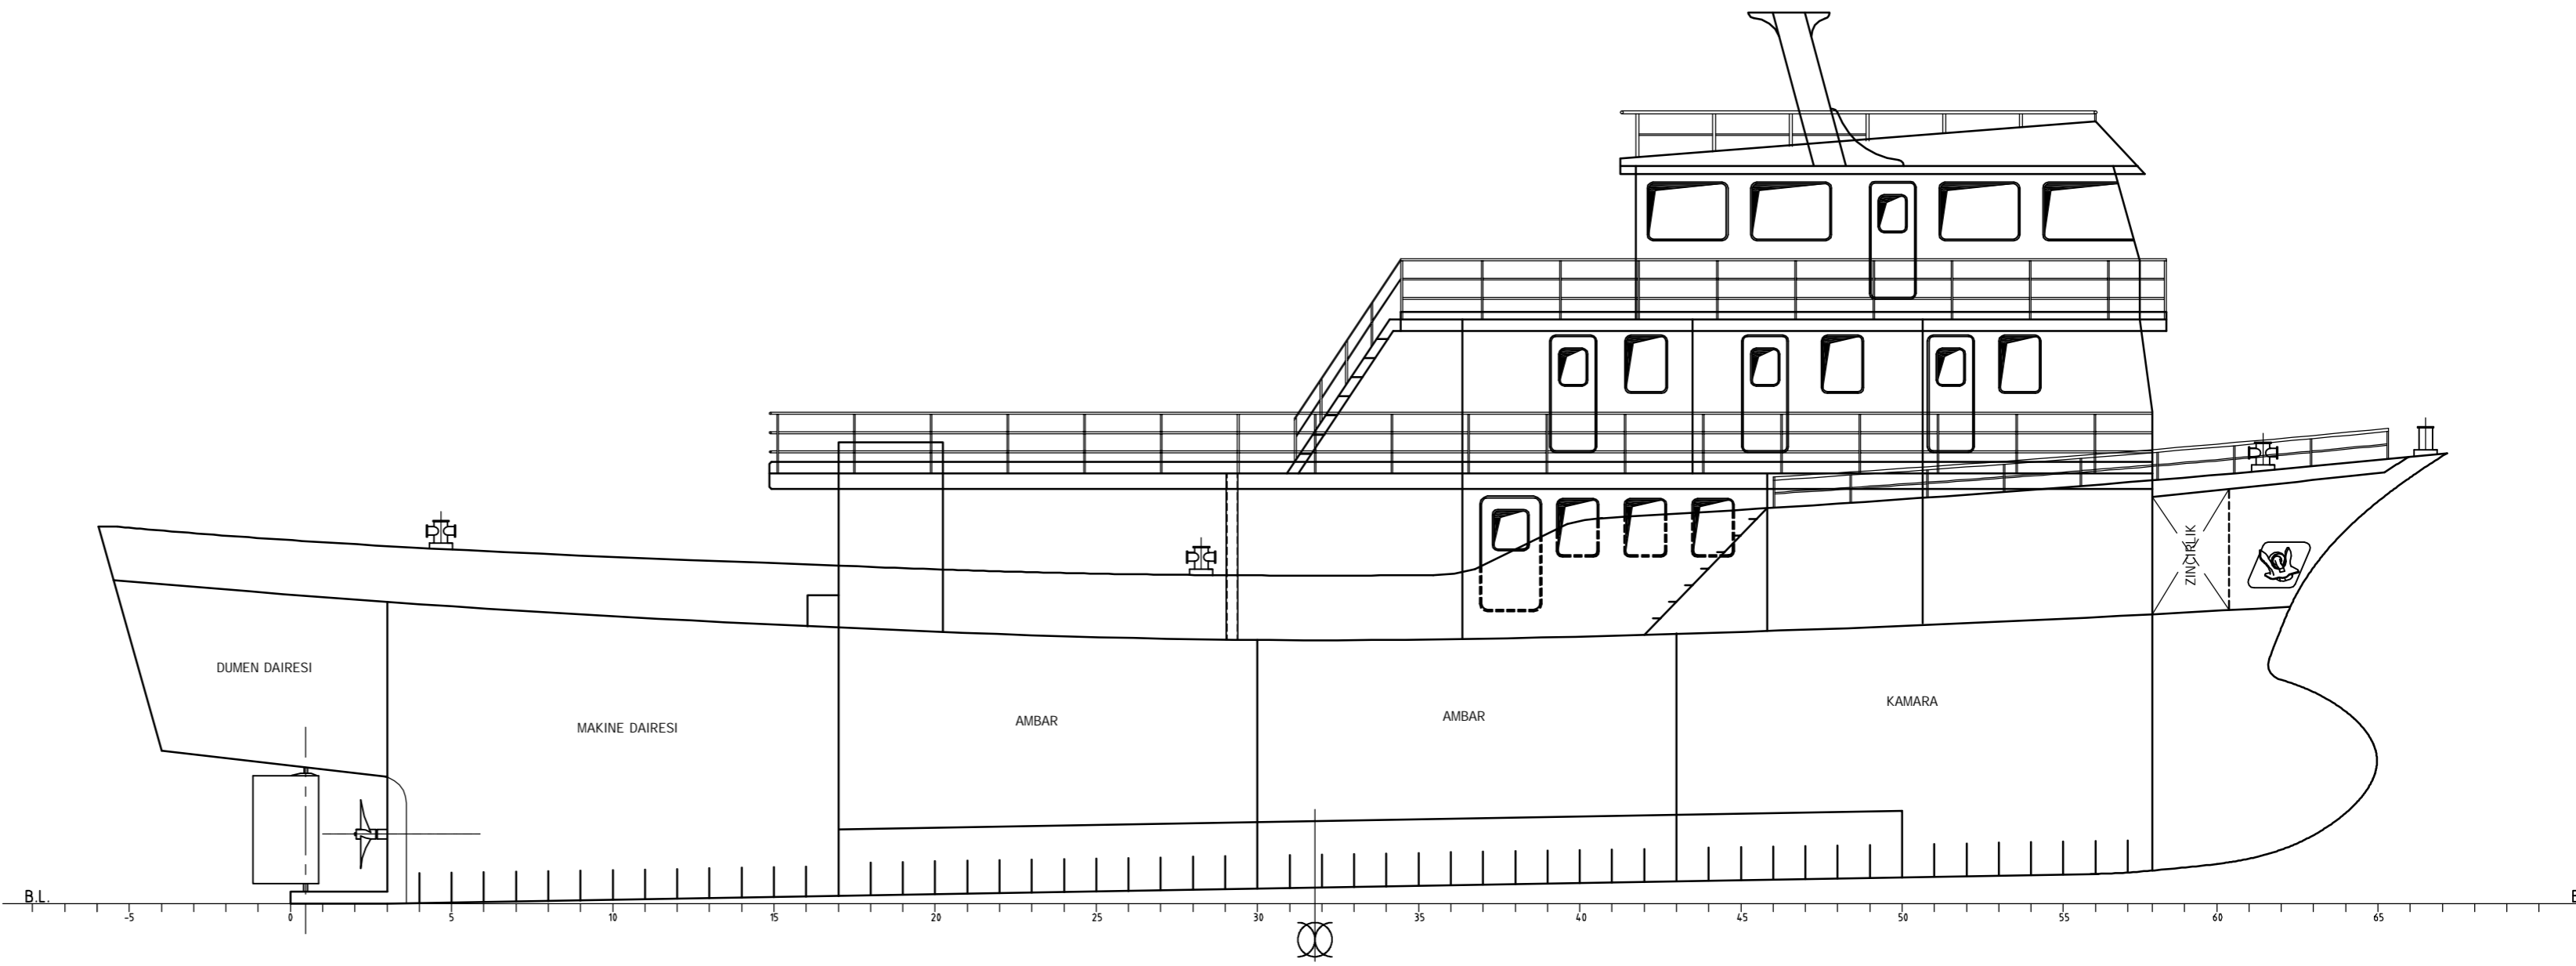 ZINCIRLIK
DUMEN DAIRESI
MAKINE DAIRESI
AMBAR
AMBAR
KAMARA
B.L.
-5 0 5 10 15 20 25 30 35 40 45 50 55 60 65